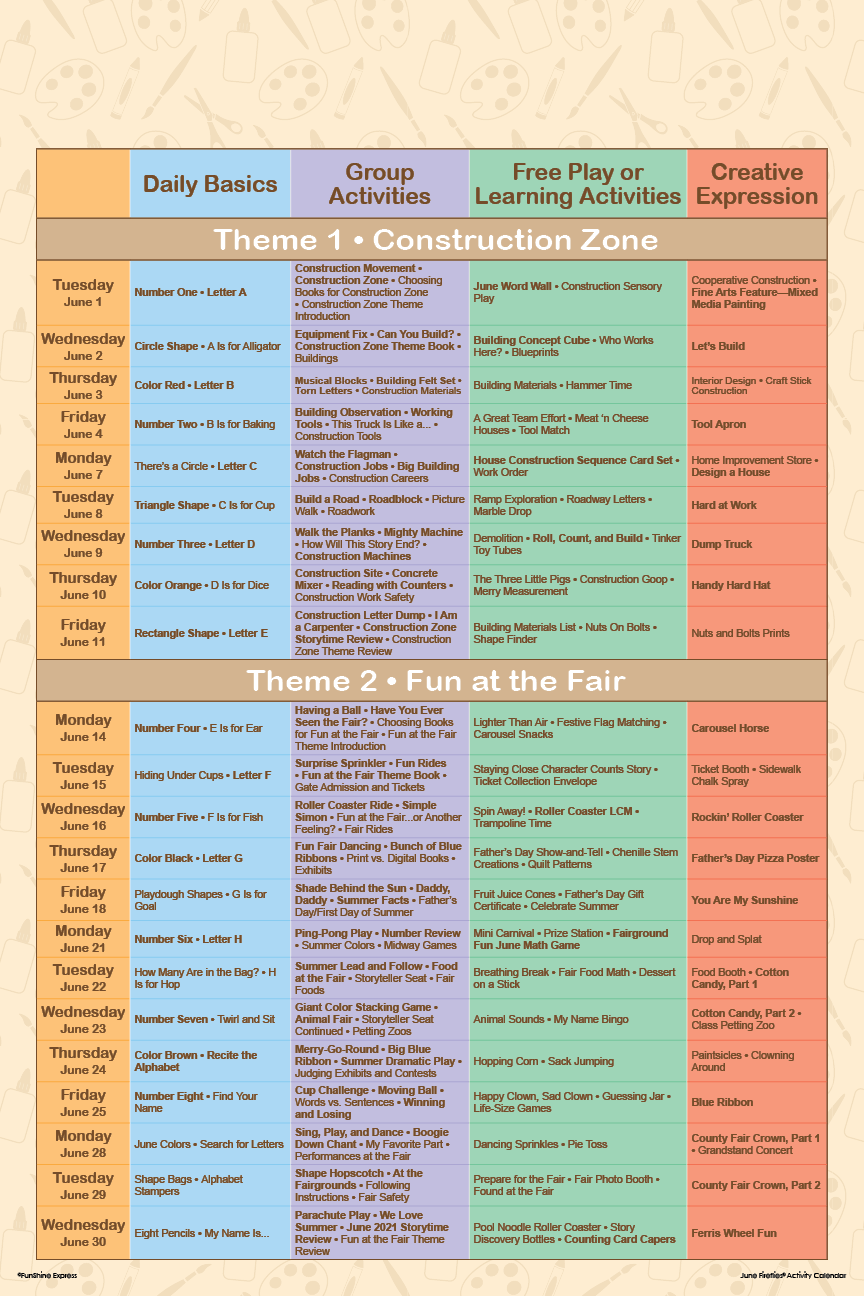 Daily Basics
Group
Activities
Free Play or
Learning Activities
Creative
Expression
Theme 1 • Construction Zone
Tuesday
June 1
Number One • Letter A
Construction Movement •
Construction Zone • Choosing
Books for Construction Zone
• Construction Zone Theme
Introduction
June Word Wall • Construction Sensory
Play
Cooperative Construction •
Fine Arts Feature—Mixed
Media Painting
Wednesday
June 2
Circle Shape • A Is for Alligator
Equipment Fix • Can You Build? •
Construction Zone Theme Book •
Buildings
Building Concept Cube • Who Works
Here? • Blueprints
Let's Build
Thursday
June 3
Color Red • Letter B
Musical Blocks • Building Felt Set •
Torn Letters • Construction Materials
Building Materials • Hammer Time
Interior Design • Craft Stick
Construction
Friday
June 4
Number Two • B Is for Baking
Building Observation • Working
Tools • This Truck Is Like a... •
Construction Tools
A Great Team Effort • Meat 'n Cheese
Houses • Tool Match
Tool Apron
Monday
June 7
There's a Circle • Letter C
Watch the Flagman •
Construction Jobs • Big Building
Jobs • Construction Careers
House Construction Sequence Card Set •
Work Order
Home Improvement Store •
Design a House
Tuesday
June 8
Triangle Shape • C Is for Cup
Build a Road • Roadblock • Picture
Walk • Roadwork
Ramp Exploration • Roadway Letters •
Marble Drop
Hard at Work
Wednesday
June 9
Number Three • Letter D
Walk the Planks • Mighty Machine
• How Will This Story End? •
Construction Machines
Demolition • Roll, Count, and Build • Tinker
Toy Tubes
Dump Truck
Thursday
June 10
Color Orange • D Is for Dice
Construction Site • Concrete
Mixer • Reading with Counters •
Construction Work Safety
The Three Little Pigs • Construction Goop •
Merry Measurement
Handy Hard Hat
Friday
June 11
Rectangle Shape • Letter E
Construction Letter Dump • I Am
a Carpenter • Construction Zone
Storytime Review • Construction
Zone Theme Review
Building Materials List • Nuts On Bolts •
Shape Finder
Nuts and Bolts Prints
Theme 2 • Fun at the Fair
Monday
June 14
Number Four • E Is for Ear
Having a Ball • Have You Ever
Seen the Fair? • Choosing Books
for Fun at the Fair • Fun at the Fair
Theme Introduction
Lighter Than Air • Festive Flag Matching •
Carousel Snacks
Carousel Horse
Tuesday
June 15
Hiding Under Cups • Letter F
Surprise Sprinkler • Fun Rides
• Fun at the Fair Theme Book •
Gate Admission and Tickets
Staying Close Character Counts Story •
Ticket Collection Envelope
Ticket Booth • Sidewalk
Chalk Spray
Wednesday
June 16
Number Five • F Is for Fish
Roller Coaster Ride • Simple
Simon • Fun at the Fair...or Another
Feeling? • Fair Rides
Spin Away! • Roller Coaster LCM •
Trampoline Time
Rockin' Roller Coaster
Thursday
June 17
Color Black • Letter G
Fun Fair Dancing • Bunch of Blue
Ribbons • Print vs. Digital Books •
Exhibits
Father's Day Show-and-Tell • Chenille Stem
Creations • Quilt Patterns
Father's Day Pizza Poster
Friday
June 18
Playdough Shapes • G Is for
Goal
Shade Behind the Sun • Daddy,
Daddy • Summer Facts • Father's
Day/First Day of Summer
Fruit Juice Cones • Father's Day Gift
Certificate • Celebrate Summer
You Are My Sunshine
Monday
June 21
Number Six • Letter H
Ping-Pong Play • Number Review
• Summer Colors • Midway Games
Mini Carnival • Prize Station • Fairground
Fun June Math Game
Drop and Splat
Tuesday
June 22
How Many Are in the Bag? • H
Is for Hop
Summer Lead and Follow • Food
at the Fair • Storyteller Seat • Fair
Foods
Breathing Break • Fair Food Math • Dessert
on a Stick
Food Booth • Cotton
Candy, Part 1
Wednesday
June 23
Number Seven • Twirl and Sit
Giant Color Stacking Game •
Animal Fair • Storyteller Seat
Continued • Petting Zoos
Animal Sounds • My Name Bingo
Cotton Candy, Part 2 •
Class Petting Zoo
Thursday
June 24
Color Brown • Recite the
Alphabet
Merry-Go-Round • Big Blue
Ribbon • Summer Dramatic Play •
Judging Exhibits and Contests
Hopping Corn • Sack Jumping
Paintsicles • Clowning
Around
Friday
June 25
Number Eight • Find Your
Name
Cup Challenge • Moving Ball •
Words vs. Sentences • Winning
and Losing
Happy Clown, Sad Clown • Guessing Jar •
Life-Size Games
Blue Ribbon
Monday
June 28
June Colors • Search for Letters
Sing, Play, and Dance • Boogie
Down Chant • My Favorite Part •
Performances at the Fair
Dancing Sprinkles • Pie Toss
County Fair Crown, Part 1
• Grandstand Concert
Tuesday
June 29
Shape Bags • Alphabet
Stampers
Shape Hopscotch • At the
Fairgrounds • Following
Instructions • Fair Safety
Prepare for the Fair • Fair Photo Booth •
Found at the Fair
County Fair Crown, Part 2
Wednesday
June 30
Eight Pencils • My Name Is...
Parachute Play • We Love
Summer • June 2021 Storytime
Review • Fun at the Fair Theme
Review
Pool Noodle Roller Coaster • Story
Discovery Bottles • Counting Card Capers
Ferris Wheel Fun
©FunShine Express
June Fireflies® Activity Calendar